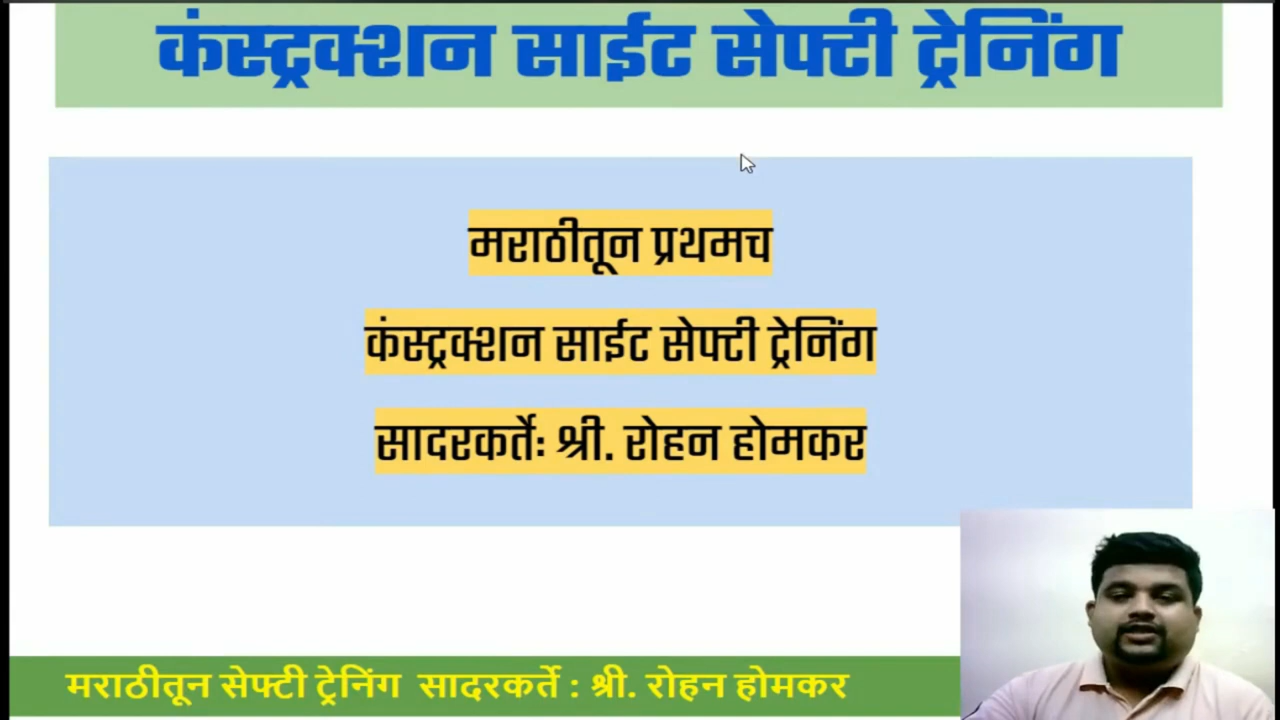 कंस्ट्रक्शन साईट सेफ्टी ट्रेनिंग
मराठीतून प्रथमच
कंस्ट्रक्शन साईट सेफ्टी ट्रेनिंग
सादरकर्तेः श्री. रोहन होमकर
मराठीतून सेफ्टी ट्रेनिंग सादरकर्ते : श्री. रोहन होमकर